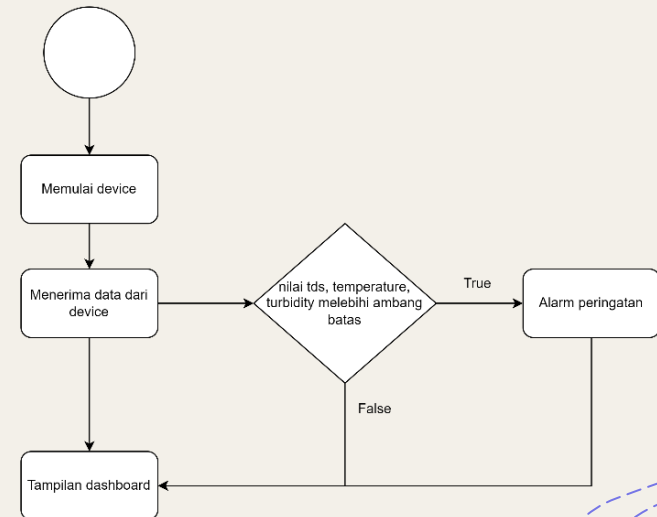 Memulai device
Menerima data dari
device
nilai tds, temperature,
turbidity melebihi ambang
batas
True
Alarm peringatan
False
Tampilan dashboard